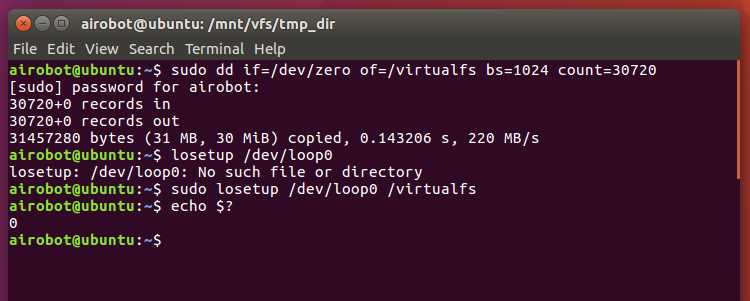 airobot@ubuntu: /mnt/vfs/tmp_dir
File Edit View Search Terminal Help
airobot@ubuntu:~$ sudo dd if=/dev/zero of=/virtualfs bs=1024 count=30720
[sudo] password for airobot:
30720+0 records in
30720+0 records out
31457280 bytes (31 MB, 30 MiB) copied, 0.143206 s, 220 MB/s
airobot@ubuntu:~$ losetup /dev/loop0
losetup: /dev/loop0: No such file or directory
airobot@ubuntu:~$ sudo losetup /dev/loop0 /virtualfs
airobot@ubuntu:~$ echo $?
0
airobot@ubuntu:~$